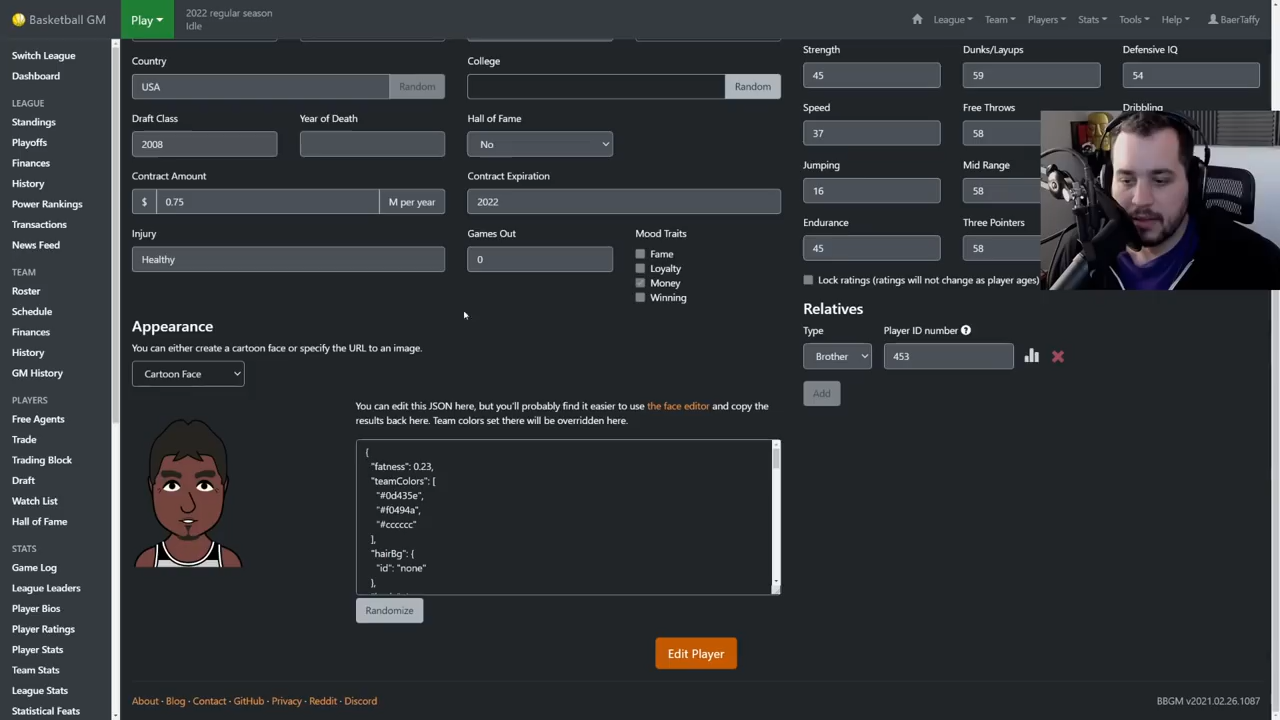 Basketball GM
Play
2022 regular season
Idle
League
Team
Players
Stats
Tools
Help
BaerTaffy
Switch League
Dashboard
LEAGUE
Standings
Playoffs
Finances
History
Power Rankings
Transactions
News Feed
TEAM
Roster
Schedule
Finances
History
GM History
PLAYERS
Free Agents
Trade
Trading Block
Draft
Watch List
Hall of Fame
STATS
Game Log
League Leaders
Player Bios
Player Ratings
Player Stats
Team Stats
League Stats
Statistical Feats
Country
College
USA
Random
Random
Draft Class
Year of Death
Hall of Fame
2008
No
Contract Amount
Contract Expiration
$ 0.75 M per year
2022
Injury
Games Out
Mood Traits
Healthy
0
Fame
Loyalty
Money
Winning
Appearance
You can either create a cartoon face or specify the URL to an image.
Cartoon Face
You can edit this JSON here, but you'll probably find it easier to use the face editor and copy the
results back here. Team colors set there will be overridden here.
{
"fatness": 0.23,
"teamColors": [
"#0d435e",
"#f0494a",
"#cccccc"
],
"hairBg": {
"id": "none"
},
Randomize
Edit Player
Strength
Dunks/Layups
Defensive IQ
45
59
54
Speed
Free Throws
Dribbling
37
58
Jumping
Mid Range
16
58
Endurance
Three Pointers
45
58
Lock ratings (ratings will not change as player ages)
Relatives
Type
Player ID number
Brother
453
Add
About · Blog · Contact · GitHub · Privacy · Reddit · Discord
BBGM v2021.02.26.1087